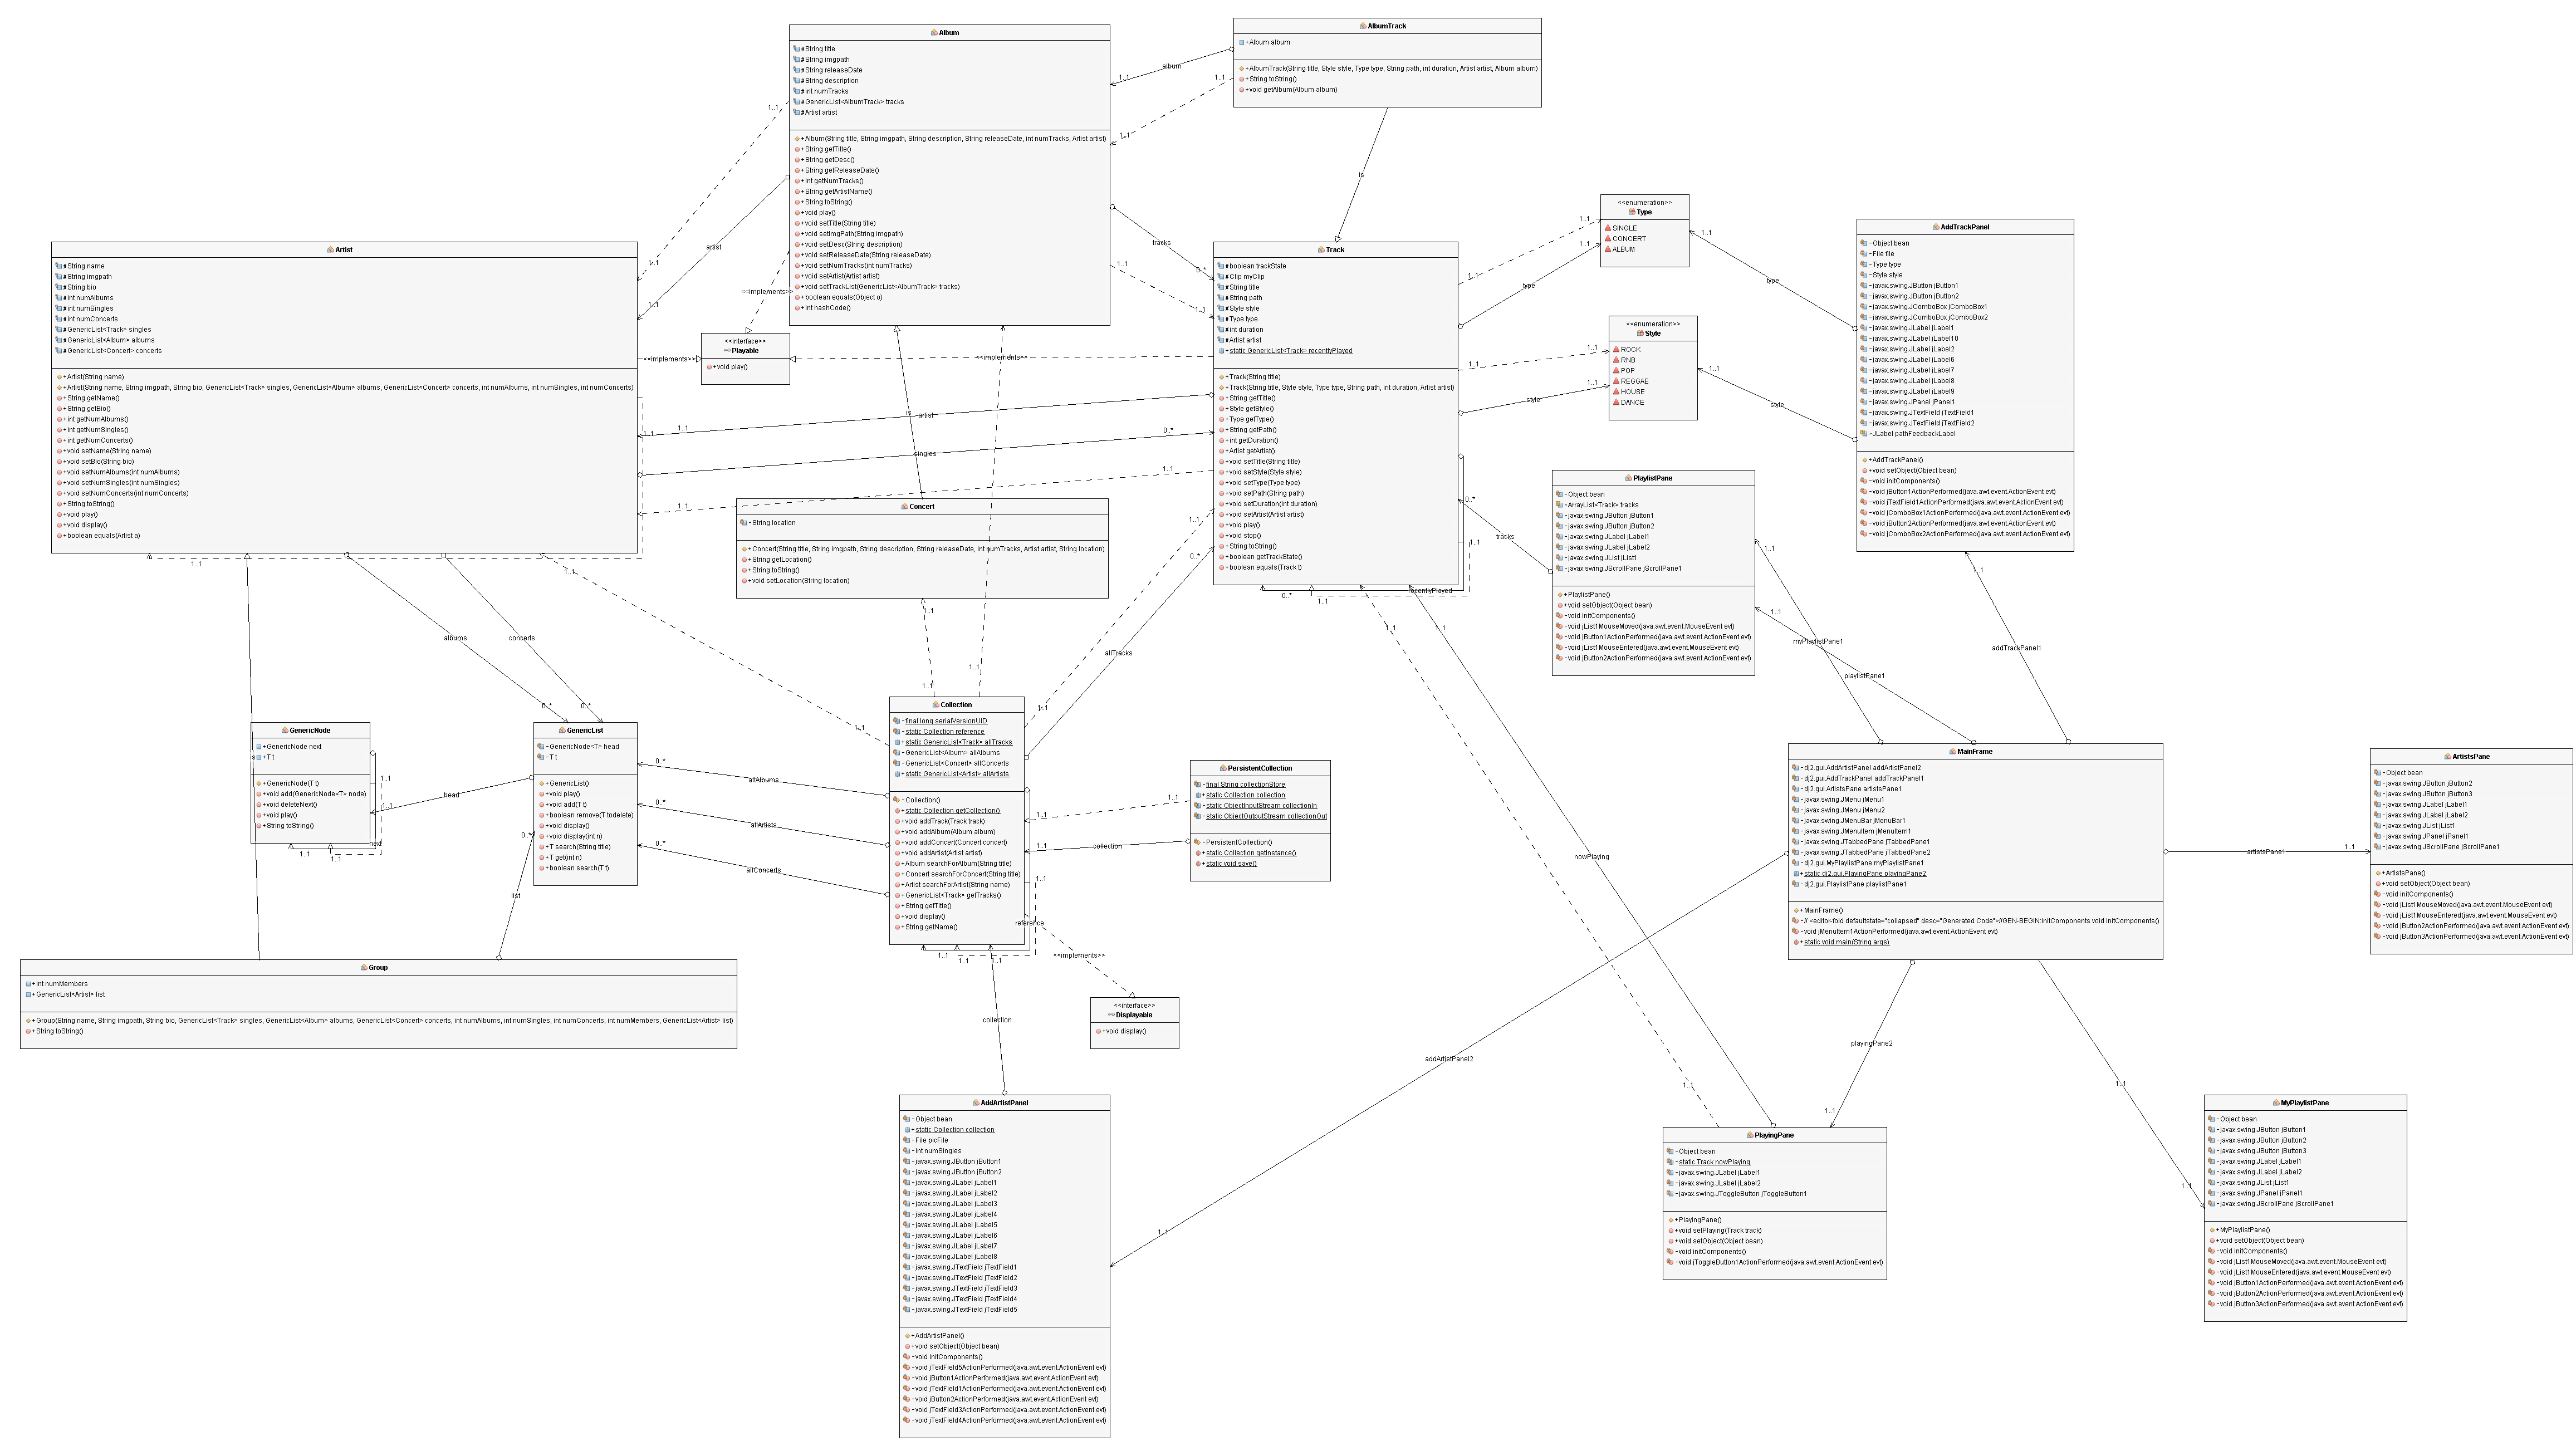 Album
#String title
#String imgpath
#String releaseDate
#String description
#int numTracks
#GenericList<AlbumTrack> tracks
#Artist artist
+Album(String title, String imgpath, String description, String releaseDate, int numTracks, Artist artist)
+String getTitle()
+String getDesc()
+String getReleaseDate()
+int getNumTracks()
+String getArtistName()
+String toString()
+void play()
+void setTitle(String title)
+void setImgPath(String imgpath)
+void setDesc(String description)
+void setReleaseDate(String releaseDate)
+void setNumTracks(int numTracks)
+void setArtist(Artist artist)
+void setTrackList(GenericList<AlbumTrack> tracks)
+boolean equals(Object o)
+int hashCode()
AlbumTrack
+Album album
+AlbumTrack(String title, Style style, Type type, String path, int duration, Artist artist, Album album)
+String toString()
+void getAlbum(Album album)
album
1..1
1..1
1..1
is
1..1
1..1
artist
1..1
tracks
0..*
1..1
1..1
<<implements>>
Artist
#String name
#String imgpath
#String bio
#int numAlbums
#int numSingles
#int numConcerts
#GenericList<Track> singles
#GenericList<Album> albums
#GenericList<Concert> concerts
+Artist(String name)
+Artist(String name, String imgpath, String bio, GenericList<Track> singles, GenericList<Album> albums, GenericList<Concert> concerts, int numAlbums, int numSingles, int numConcerts)
+String getName()
+String getBio()
+int getNumAlbums()
+int getNumSingles()
+int getNumConcerts()
+void setName(String name)
+void setBio(String bio)
+void setNumAlbums(int numAlbums)
+void setNumSingles(int numSingles)
+void setNumConcerts(int numConcerts)
+String toString()
+void play()
+void display()
+boolean equals(Artist a)
<<interface>>
Playable
+void play()
<<implements>>
<<implements>>
Track
#boolean trackState
#Clip myClip
#String title
#String path
#Style style
#Type type
#int duration
#Artist artist
+static GenericList<Track> recentlyPlayed
+Track(String title)
+Track(String title, Style style, Type type, String path, int duration, Artist artist)
+String getTitle()
+Style getStyle()
+Type getType()
+String getPath()
+int getDuration()
+Artist getArtist()
+void setTitle(String title)
+void setStyle(Style style)
+void setType(Type type)
+void setPath(String path)
+void setDuration(int duration)
+void setArtist(Artist artist)
+void play()
+void stop()
+String toString()
+boolean getTrackState()
+boolean equals(Track t)
<<enumeration>>
Type
SINGLE
CONCERT
ALBUM
1..1
1..1
1..1
type
1..1
type
<<enumeration>>
Style
ROCK
RNB
POP
REGGAE
HOUSE
DANCE
1..1
1..1
1..1
style
1..1
style
AddTrackPanel
-Object bean
-File file
-Type type
-Style style
-javax.swing.JButton jButton1
-javax.swing.JButton jButton2
-javax.swing.JComboBox jComboBox1
-javax.swing.JComboBox jComboBox2
-javax.swing.JLabel jLabel1
-javax.swing.JLabel jLabel10
-javax.swing.JLabel jLabel2
-javax.swing.JLabel jLabel6
-javax.swing.JLabel jLabel7
-javax.swing.JLabel jLabel8
-javax.swing.JLabel jLabel9
-javax.swing.JPanel jPanel1
-javax.swing.JTextField jTextField1
-javax.swing.JTextField jTextField2
-JLabel pathFeedbackLabel
+AddTrackPanel()
+void setObject(Object bean)
-void initComponents()
-void jButton1ActionPerformed(java.awt.event.ActionEvent evt)
-void jTextField1ActionPerformed(java.awt.event.ActionEvent evt)
-void jComboBox1ActionPerformed(java.awt.event.ActionEvent evt)
-void jButton2ActionPerformed(java.awt.event.ActionEvent evt)
-void jComboBox2ActionPerformed(java.awt.event.ActionEvent evt)
is
artist
1..1
1..1
0..*
singles
1..1
1..1
Concert
-String location
+Concert(String title, String imgpath, String description, String releaseDate, int numTracks, Artist artist, String location)
+String getLocation()
+String toString()
+void setLocation(String location)
PlaylistPane
-Object bean
-ArrayList<Track> tracks
-javax.swing.JButton jButton1
-javax.swing.JButton jButton2
-javax.swing.JLabel jLabel1
-javax.swing.JLabel jLabel2
-javax.swing.JList jList1
-javax.swing.JScrollPane jScrollPane1
+PlaylistPane()
+void setObject(Object bean)
-void initComponents()
-void jList1MouseMoved(java.awt.event.MouseEvent evt)
-void jButton1ActionPerformed(java.awt.event.ActionEvent evt)
-void jList1MouseEntered(java.awt.event.MouseEvent evt)
-void jButton2ActionPerformed(java.awt.event.ActionEvent evt)
0..*
tracks
1..1
0..*
1..1
1..1
0..*
1..1
recentlyPlayed
1..1
1..1
1..1
1..1
1..1
1..1
1..1
myPlaylistPane1
playlistPane1
addTrackPanel1
albums
concerts
0..*
0..*
allTracks
1..1
1..1
1..1
1..1
1..1
GenericNode
+GenericNode next
+T t
is
+GenericNode(T t)
+void add(GenericNode<T> node)
+void deleteNext()
+void play()
+String toString()
1..1
1..1
1..1
1..1
next
head
GenericList
-GenericNode<T> head
-T t
+GenericList()
+void play()
+void add(T t)
+boolean remove(T todelete)
+void display()
+void display(int n)
+T search(String title)
+T get(int n)
+boolean search(T t)
0..*
list
0..*
allAlbums
0..*
allArtists
0..*
allConcerts
Collection
-final long serialVersionUID
-static Collection reference
+static GenericList<Track> allTracks
-GenericList<Album> allAlbums
-GenericList<Concert> allConcerts
+static GenericList<Artist> allArtists
-Collection()
+static Collection getCollection()
+void addTrack(Track track)
+void addAlbum(Album album)
+void addConcert(Concert concert)
+void addArtist(Artist artist)
+Album searchForAlbum(String title)
+Concert searchForConcert(String title)
+Artist searchForArtist(String name)
+GenericList<Track> getTracks()
+String getTitle()
+void display()
+String getName()
PersistentCollection
-final String collectionStore
+static Collection collection
-static ObjectInputStream collectionIn
-static ObjectOutputStream collectionOut
-PersistentCollection()
+static Collection getInstance()
+static void save()
1..1
1..1
1..1
collection
1..1
reference
1..1
1..1
1..1
<<implements>>
<<interface>>
Displayable
+void display()
collection
nowPlaying
MainFrame
-dj2.gui.AddArtistPanel addArtistPanel2
-dj2.gui.AddTrackPanel addTrackPanel1
-dj2.gui.ArtistsPane artistsPane1
-javax.swing.JMenu jMenu1
-javax.swing.JMenu jMenu2
-javax.swing.JMenuBar jMenuBar1
-javax.swing.JMenuItem jMenuItem1
-javax.swing.JTabbedPane jTabbedPane1
-javax.swing.JTabbedPane jTabbedPane2
-dj2.gui.MyPlaylistPane myPlaylistPane1
+static dj2.gui.PlayingPane playingPane2
-dj2.gui.PlaylistPane playlistPane1
+MainFrame()
-// <editor-fold defaultstate="collapsed" desc="Generated Code">//GEN-BEGIN:initComponents void initComponents()
-void jMenuItem1ActionPerformed(java.awt.event.ActionEvent evt)
+static void main(String args)
artistsPane1
1..1
ArtistsPane
-Object bean
-javax.swing.JButton jButton2
-javax.swing.JButton jButton3
-javax.swing.JLabel jLabel1
-javax.swing.JLabel jLabel2
-javax.swing.JList jList1
-javax.swing.JPanel jPanel1
-javax.swing.JScrollPane jScrollPane1
+ArtistsPane()
+void setObject(Object bean)
-void initComponents()
-void jList1MouseMoved(java.awt.event.MouseEvent evt)
-void jList1MouseEntered(java.awt.event.MouseEvent evt)
-void jButton2ActionPerformed(java.awt.event.ActionEvent evt)
-void jButton3ActionPerformed(java.awt.event.ActionEvent evt)
Group
+int numMembers
+GenericList<Artist> list
+Group(String name, String imgpath, String bio, GenericList<Track> singles, GenericList<Album> albums, GenericList<Concert> concerts, int numAlbums, int numSingles, int numConcerts, int numMembers, GenericList<Artist> list)
+String toString()
addArtistPanel2
1..1
playingPane2
1..1
1..1
1..1
1..1
AddArtistPanel
-Object bean
+static Collection collection
-File picFile
-int numSingles
-javax.swing.JButton jButton1
-javax.swing.JButton jButton2
-javax.swing.JLabel jLabel1
-javax.swing.JLabel jLabel2
-javax.swing.JLabel jLabel3
-javax.swing.JLabel jLabel4
-javax.swing.JLabel jLabel5
-javax.swing.JLabel jLabel6
-javax.swing.JLabel jLabel7
-javax.swing.JLabel jLabel8
-javax.swing.JTextField jTextField1
-javax.swing.JTextField jTextField2
-javax.swing.JTextField jTextField3
-javax.swing.JTextField jTextField4
-javax.swing.JTextField jTextField5
+AddArtistPanel()
+void setObject(Object bean)
-void initComponents()
-void jTextField5ActionPerformed(java.awt.event.ActionEvent evt)
-void jButton1ActionPerformed(java.awt.event.ActionEvent evt)
-void jTextField1ActionPerformed(java.awt.event.ActionEvent evt)
-void jButton2ActionPerformed(java.awt.event.ActionEvent evt)
-void jTextField3ActionPerformed(java.awt.event.ActionEvent evt)
-void jTextField4ActionPerformed(java.awt.event.ActionEvent evt)
PlayingPane
-Object bean
-static Track nowPlaying
-javax.swing.JLabel jLabel1
-javax.swing.JLabel jLabel2
-javax.swing.JToggleButton jToggleButton1
+PlayingPane()
+void setPlaying(Track track)
+void setObject(Object bean)
-void initComponents()
-void jToggleButton1ActionPerformed(java.awt.event.ActionEvent evt)
MyPlaylistPane
-Object bean
-javax.swing.JButton jButton1
-javax.swing.JButton jButton2
-javax.swing.JButton jButton3
-javax.swing.JLabel jLabel1
-javax.swing.JLabel jLabel2
-javax.swing.JList jList1
-javax.swing.JPanel jPanel1
-javax.swing.JScrollPane jScrollPane1
+MyPlaylistPane()
+void setObject(Object bean)
-void initComponents()
-void jList1MouseMoved(java.awt.event.MouseEvent evt)
-void jList1MouseEntered(java.awt.event.MouseEvent evt)
-void jButton1ActionPerformed(java.awt.event.ActionEvent evt)
-void jButton2ActionPerformed(java.awt.event.ActionEvent evt)
-void jButton3ActionPerformed(java.awt.event.ActionEvent evt)